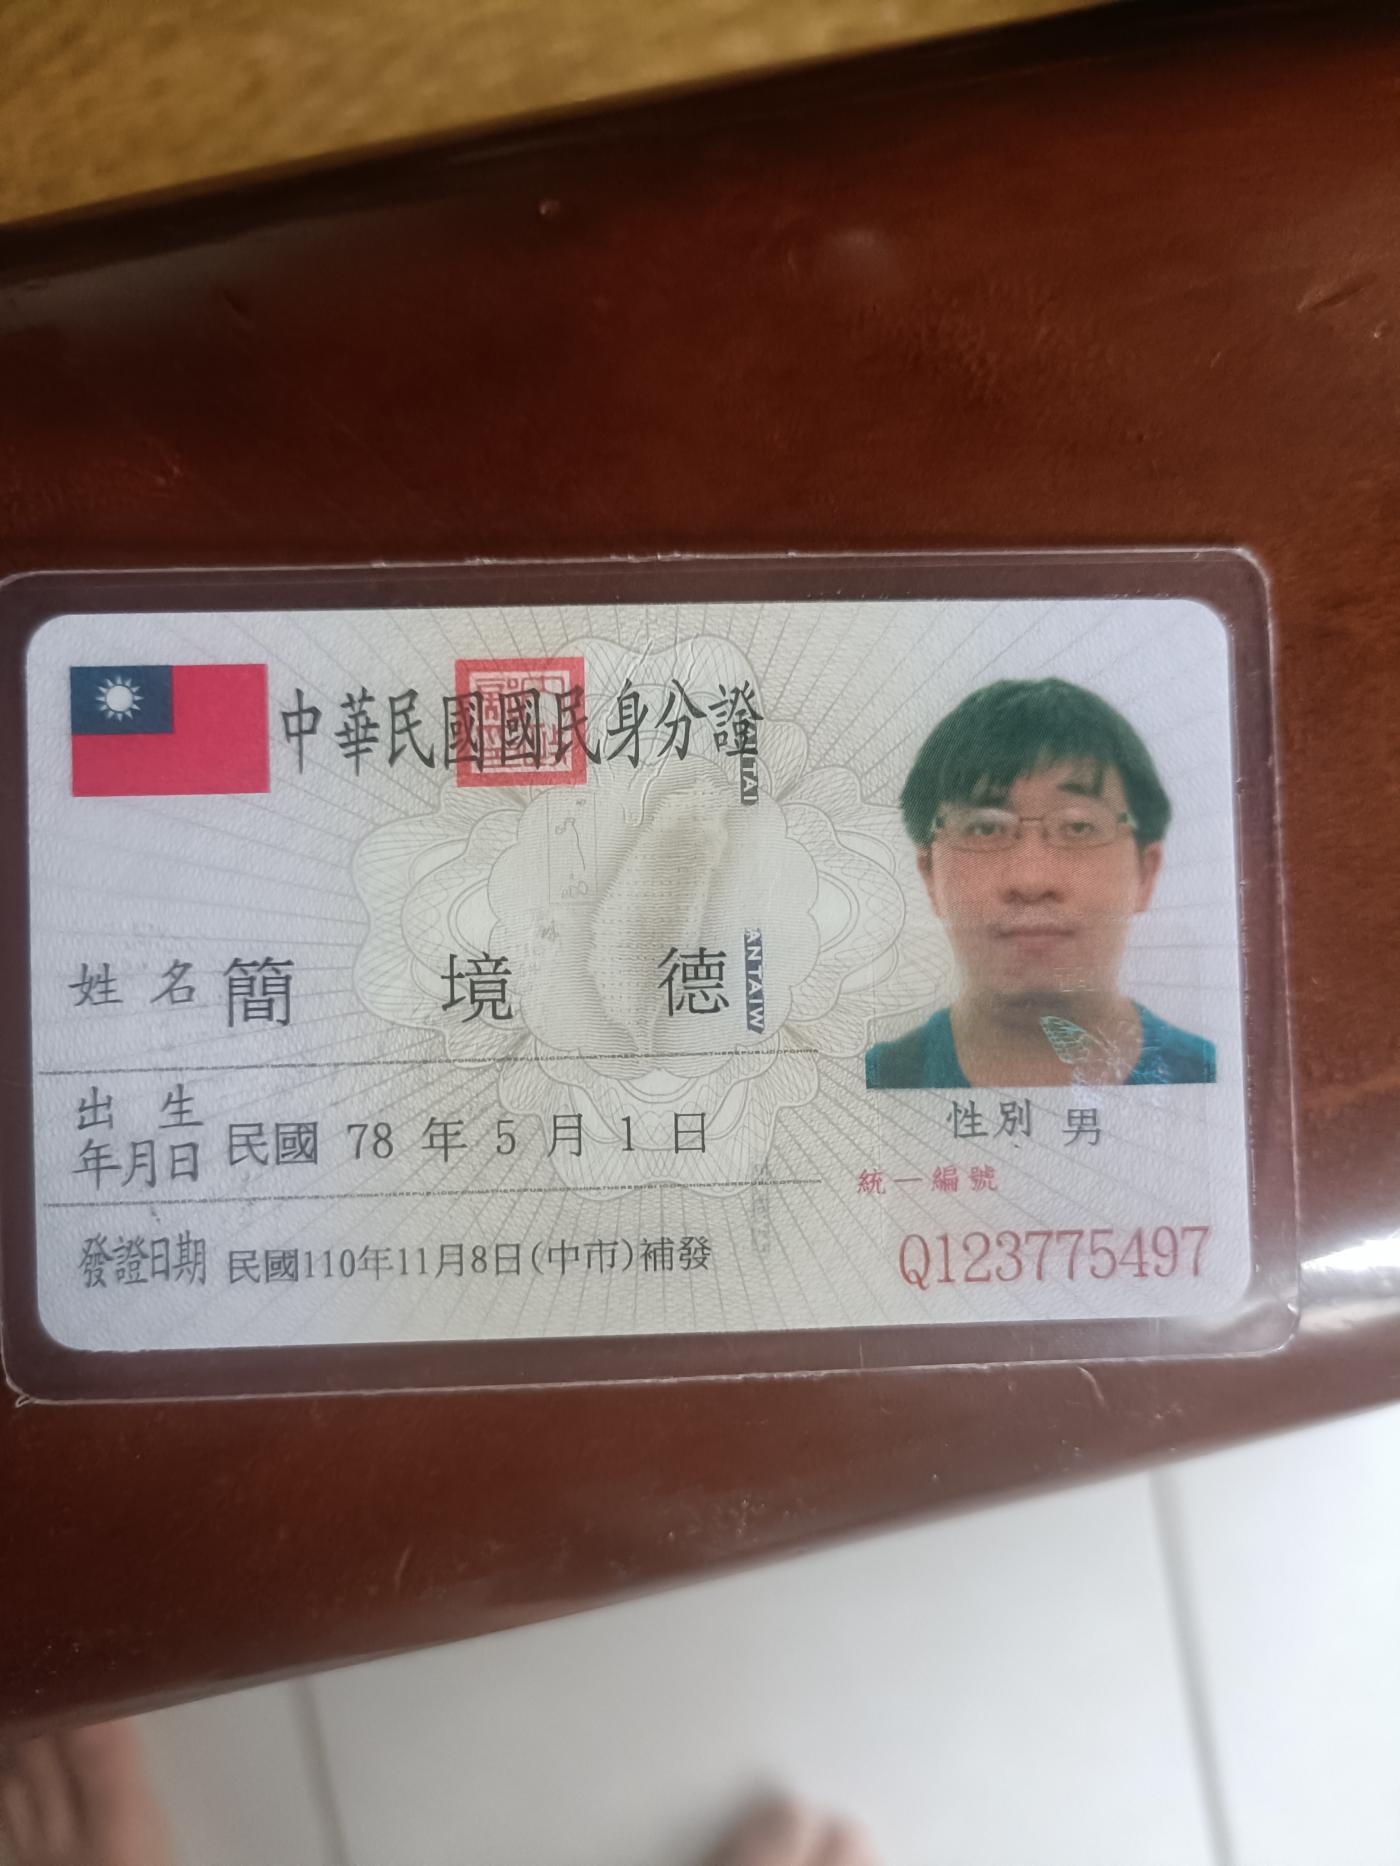 中華民國國民身分證
姓名 簡境德
出生年月日 民國 78 年 5 月 1 日
發證日期 民國110年11月8日(中市)補發
性別 男
統一編號
Q123775497